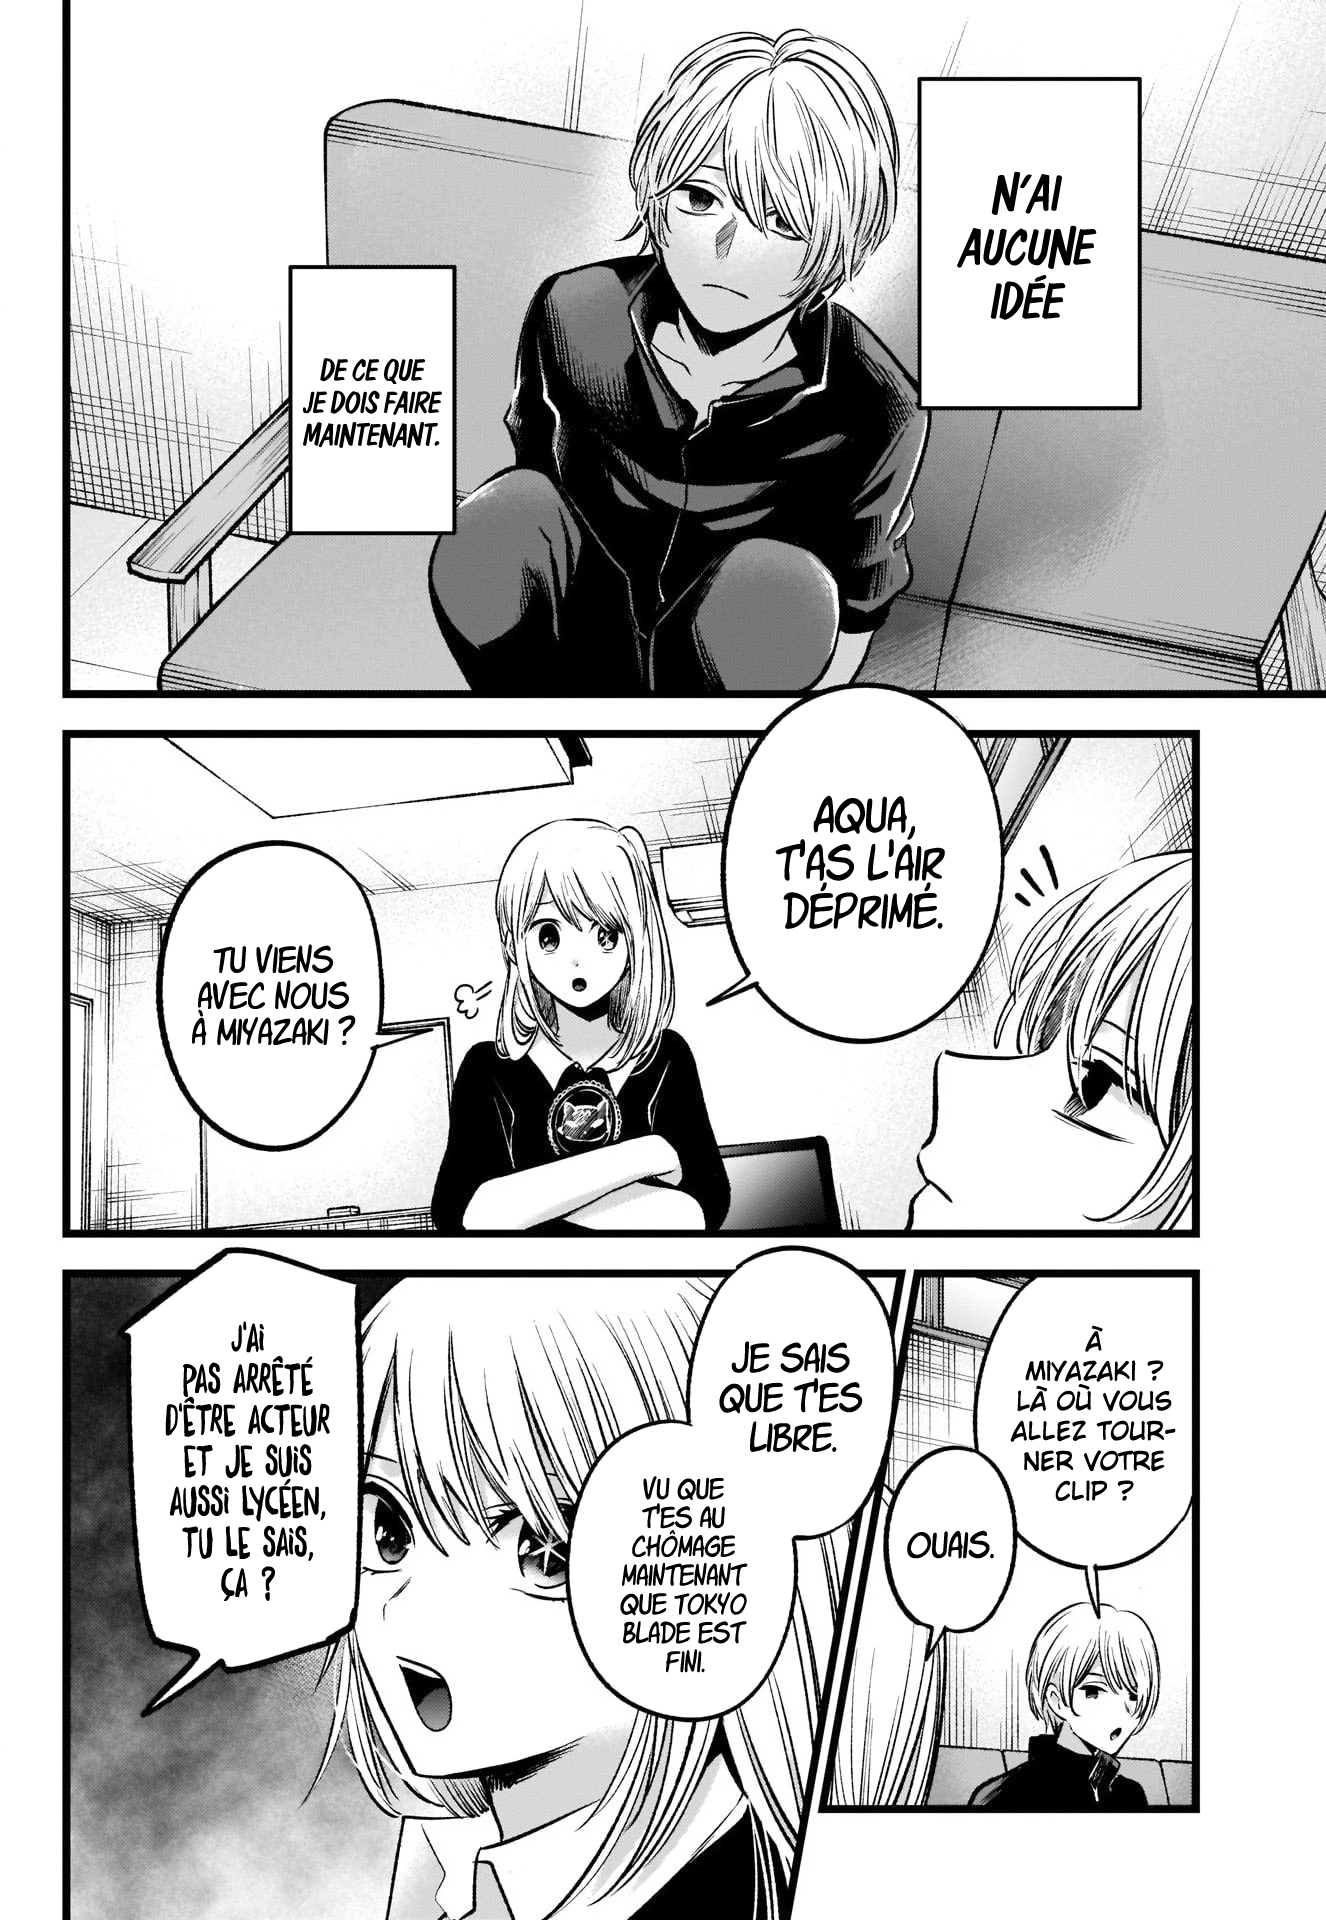 N'AI
AUCUNE
IDÉE
DE CE QUE
JE DOIS FAIRE
MAINTENANT.
AQUA,
T'AS L'AIR
DÉPRIMÉ.
TU VIENS
AVEC NOUS
À MIYAZAKI ?
À
MIYAZAKI ?
LÀ OÙ VOUS
ALLEZ TOUR-
NER VOTRE
CLIP ?
OUAIS.
JE SAIS
QUE T'ES
LIBRE.
VU QUE
T'ES AU
CHÔMAGE
MAINTENANT
QUE TOKYO
BLADE EST
FINI.
J'AI
PAS ARRÊTÉ
D'ÊTRE ACTEUR
ET JE SUIS
AUSSI LYCÉEN,
TU LE SAIS,
ÇA ?